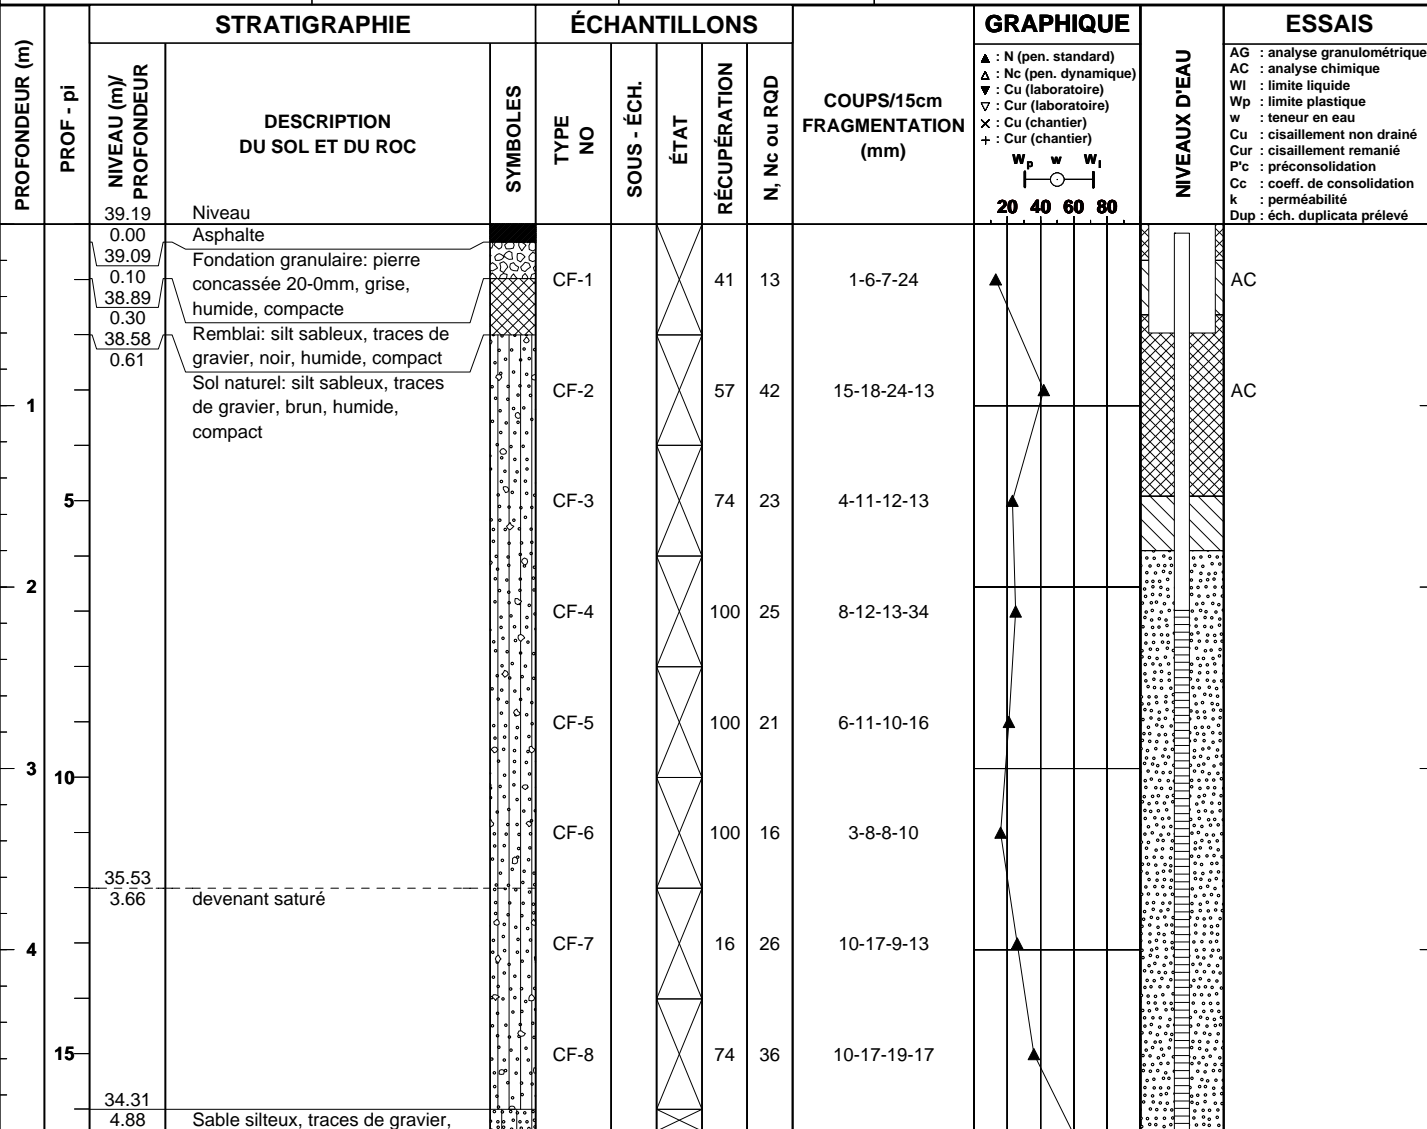 STRATIGRAPHIE
ÉCHANTILLONS
GRAPHIQUE
ESSAIS
PROFONDEUR (m)
PROF - pi
NIVEAU (m)/
PROFONDEUR
DESCRIPTION
DU SOL ET DU ROC
SYMBOLES
TYPE
NO
SOUS - ÉCH.
ÉTAT
RÉCUPÉRATION
N, Nc ou RQD
COUPS/15cm
FRAGMENTATION
(mm)
▲ : N (pen. standard)
△ : Nc (pen. dynamique)
▼ : Cu (laboratoire)
▽ : Cur (laboratoire)
× : Cu (chantier)
+ : Cur (chantier)
Wp w Wl
20 40 60 80
NIVEAUX D'EAU
AG : analyse granulométrique
AC : analyse chimique
Wl : limite liquide
Wp : limite plastique
w : teneur en eau
Cu : cisaillement non drainé
Cur : cisaillement remanié
P'c : préconsolidation
Cc : coeff. de consolidation
k : perméabilité
Dup : éch. duplicata prélevé
39.19 Niveau
0.00 Asphalte
39.09 Fondation granulaire: pierre
0.10 concassée 20-0mm, grise,
38.89 humide, compacte
0.30
38.58 Remblai: silt sableux, traces de
0.61 gravier, noir, humide, compact
Sol naturel: silt sableux, traces
de gravier, brun, humide,
compact
CF-1 41 13 1-6-7-24 AC
CF-2 57 42 15-18-24-13 AC
1
5
CF-3 74 23 4-11-12-13
2
CF-4 100 25 8-12-13-34
CF-5 100 21 6-11-10-16
3
10
CF-6 100 16 3-8-8-10
35.53
3.66 devenant saturé
CF-7 16 26 10-17-9-13
4
15
CF-8 74 36 10-17-19-17
34.31
4.88 Sable silteux, traces de gravier,